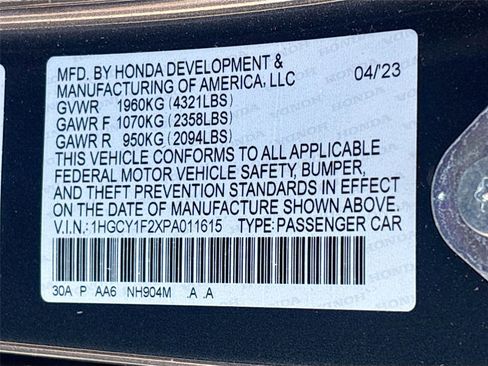 MFD. BY HONDA DEVELOPMENT &
MANUFACTURING OF AMERICA, LLC 04/23
GVWR 1960KG (4321LBS)
GAWR F 1070KG (2358LBS)
GAWR R 950KG (2094LBS)
THIS VEHICLE CONFORMS TO ALL APPLICABLE
FEDERAL MOTOR VEHICLE SAFETY, BUMPER,
AND THEFT PREVENTION STANDARDS IN EFFECT
ON THE DATE OF MANUFACTURE SHOWN ABOVE.
V.I.N.: 1HGCY1F2XPA011615 TYPE: PASSENGER CAR
30A P AA6 NH904M .A .A